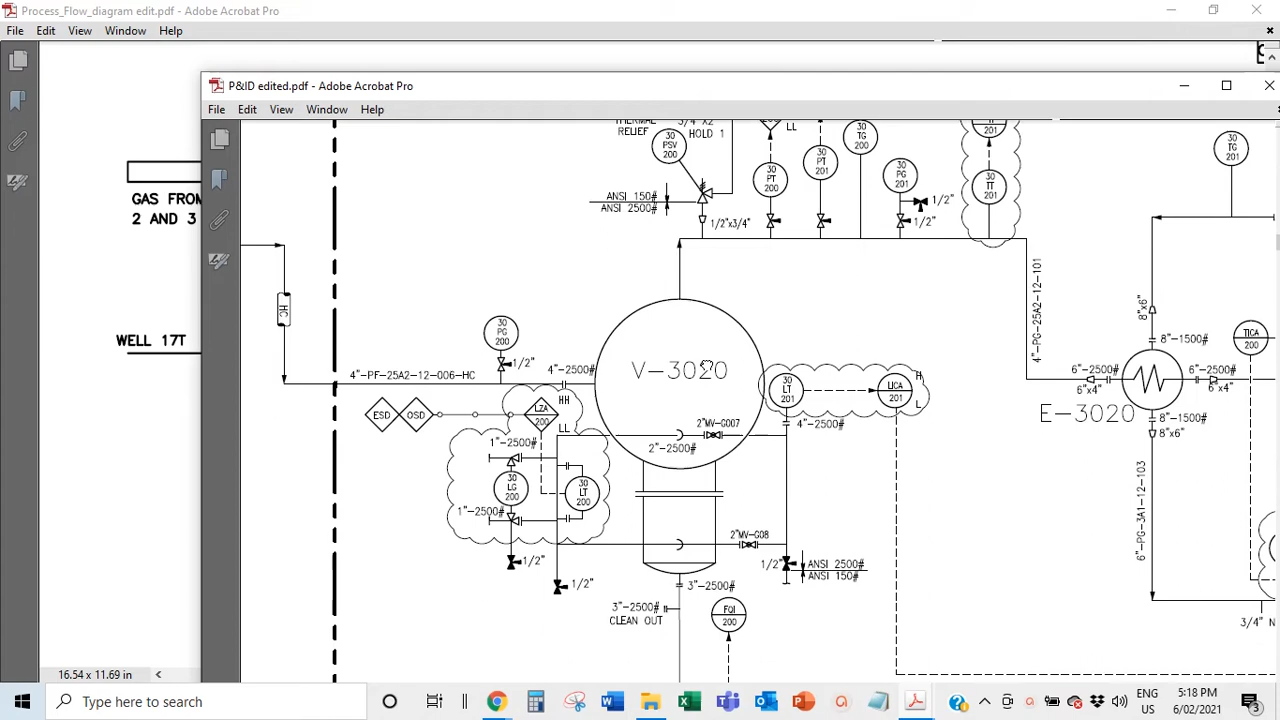 Process_Flow_diagram edit.pdf - Adobe Acrobat Pro
File Edit View Window Help
P&ID edited.pdf - Adobe Acrobat Pro
File Edit View Window Help
GAS FROM
2 AND 3
WELL 17T
16.54 x 11.69 in
THERMAL
RELIEF
3/4"x2"
HOLD 1
30
PSV
200
ANSI 150#
ANSI 2500#
1/2"x3/4"
LL
30
PT
200
30
PT
201
30
TG
200
30
PG
201
1/2"
1/2"
201
30
TT
201
30
TG
201
HC
4"-PF-25A2-12-006-HC
30
PG
200
1/2"
4"-2500#
V-3020
ESD
OSD
LZA
200
HH
LL
30
LT
201
LICA
201
H
L
4"-2500#
2"MV-G007
2"-2500#
1"-2500#
30
LG
200
30
LT
200
1"-2500#
1/2"
1/2"
2"MV-G08
1/2"
ANSI 2500#
ANSI 150#
3"-2500#
3"-2500#
CLEAN OUT
FQI
200
4"-PG-25A2-12-101
6"-2500#
6"x4"
E-3020
8"x6"
8"-1500#
6"-2500#
6"x4"
8"-1500#
8"x6"
TICA
200
6"-PG-3A1-12-103
3/4" N
Type here to search
ENG
6/02/2021
5:18 PM
3